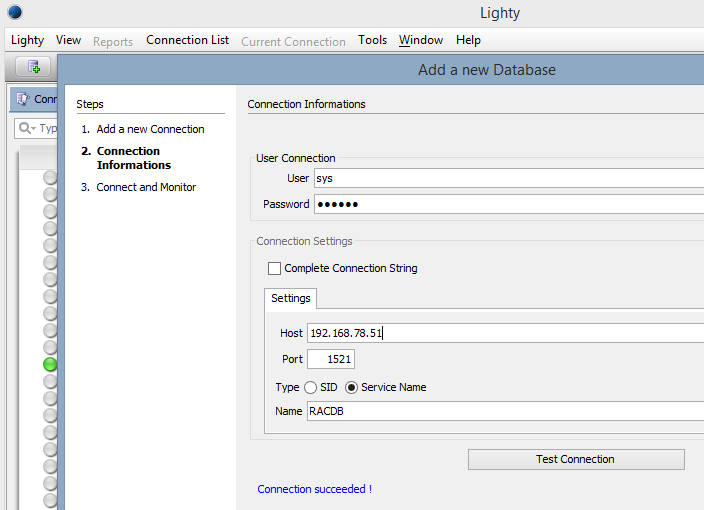 Lighty
Lighty View Reports Connection List Current Connection Tools Window Help
Add a new Database
Conn
Typ
Steps
1. Add a new Connection
2. Connection
Informations
3. Connect and Monitor
Connection Informations
User Connection
User sys
Password ●●●●●●
Connection Settings
Complete Connection String
Settings
Host 192.168.78.51
Port 1521
Type SID Service Name
Name RACDB
Test Connection
Connection succeeded !